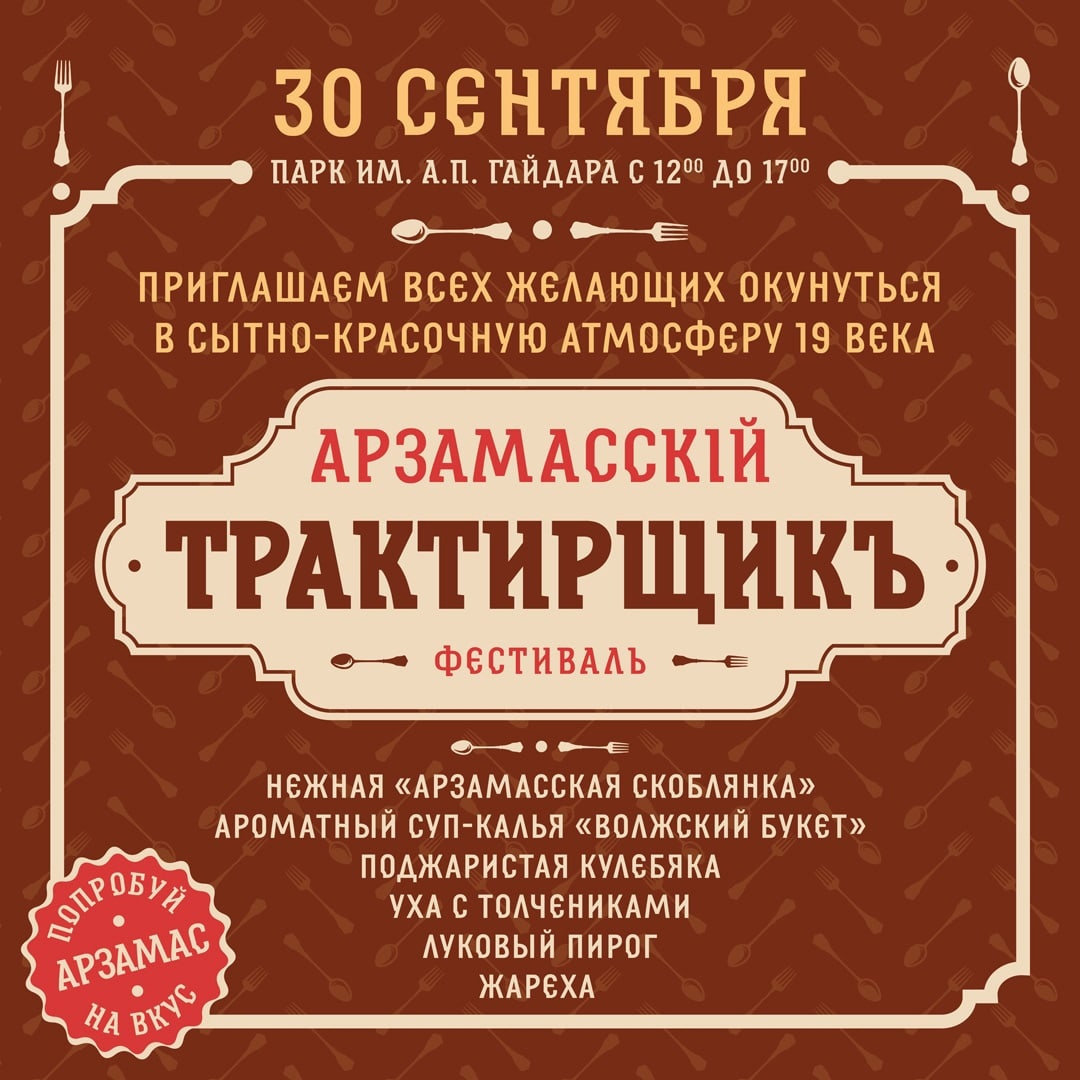 30 СЕНТЯБРЯ
ПАРК ИМ. А.П. ГАЙДАРА С 12⁰⁰ ДО 17⁰⁰
ПРИГЛАШАЕМ ВСЕХ ЖЕЛАЮЩИХ ОКУНУТЬСЯ
В СЫТНО-КРАСОЧНУЮ АТМОСФЕРУ 19 ВЕКА
АРЗАМАССКIЙ
ТРАКТИРЩИКЪ
ФЕСТИВАЛЬ
НЕЖНАЯ «АРЗАМАССКАЯ СКОБЛЯНКА»
АРОМАТНЫЙ СУП-КАЛЬЯ «ВОЛЖСКИЙ БУКЕТ»
ПОДЖАРИСТАЯ КУЛЕБЯКА
УХА С ТОЛЧЕНИКАМИ
ЛУКОВЫЙ ПИРОГ
ЖАРЕХА
ПОПРОБУЙ
АРЗАМАС
НА ВКУС